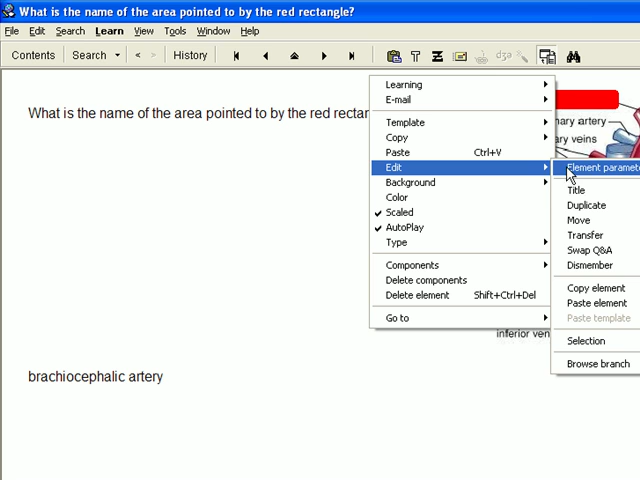 What is the name of the area pointed to by the red rectangle?
File Edit Search Learn View Tools Window Help
Contents Search History
What is the name of the area pointed to by the red rectar
Learning
E-mail
Template
Copy
Paste Ctrl+V
Edit
Background
Color
Scaled
AutoPlay
Type
Components
Delete components
Delete element Shift+Ctrl+Del
Go to
nary artery
ary veins
Element paramete
Title
Duplicate
Move
Transfer
Swap Q&A
Dismember
Copy element
Paste element
Paste template
Selection
Browse branch
inferior ven
brachiocephalic artery